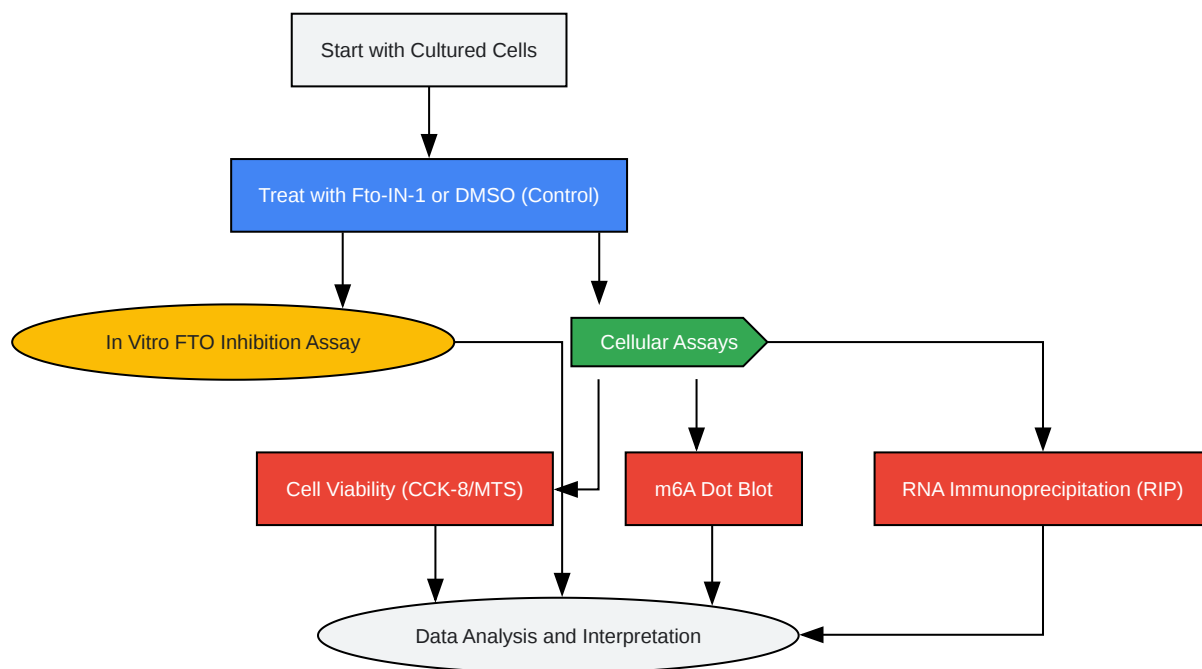 Start with Cultured Cells
Treat with Fto-IN-1 or DMSO (Control)
In Vitro FTO Inhibition Assay
Cellular Assays
Cell Viability (CCK-8/MTS)
m6A Dot Blot
RNA Immunoprecipitation (RIP)
Data Analysis and Interpretation